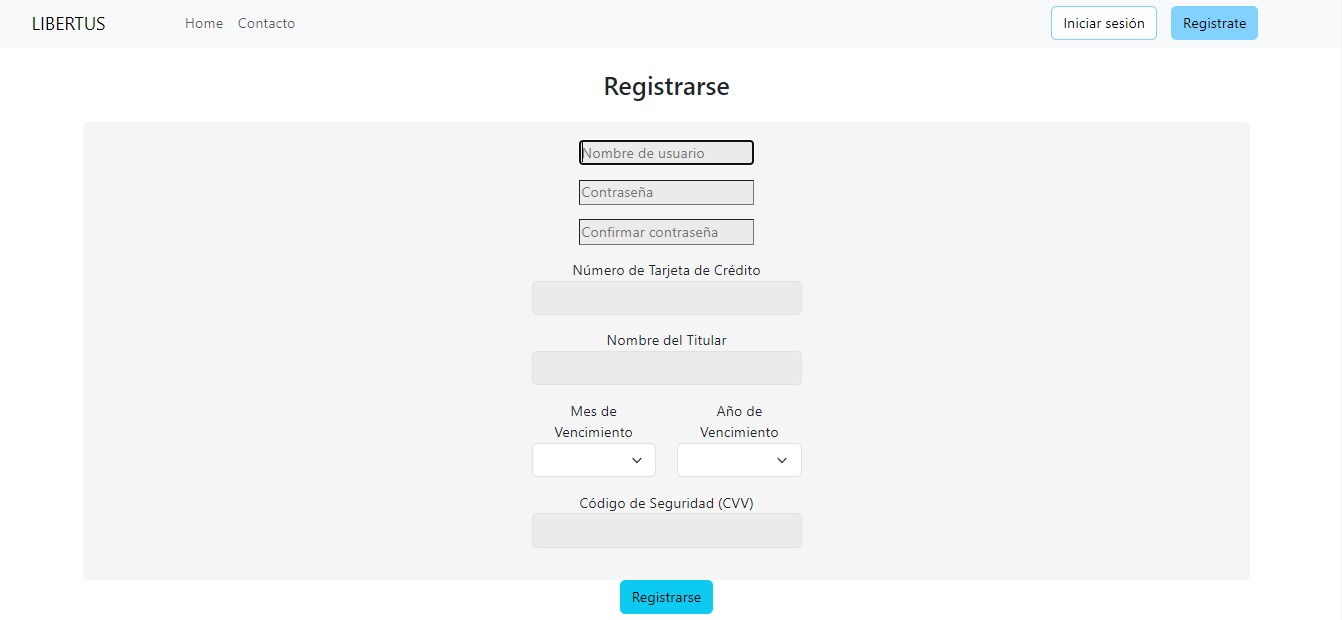 LIBERTUS Home Contacto Iniciar sesión Registrate
Registrarse
Nombre de usuario
Contraseña
Confirmar contraseña
Número de Tarjeta de Crédito
Nombre del Titular
Mes de Vencimiento
Año de Vencimiento
Código de Seguridad (CVV)
Registrarse